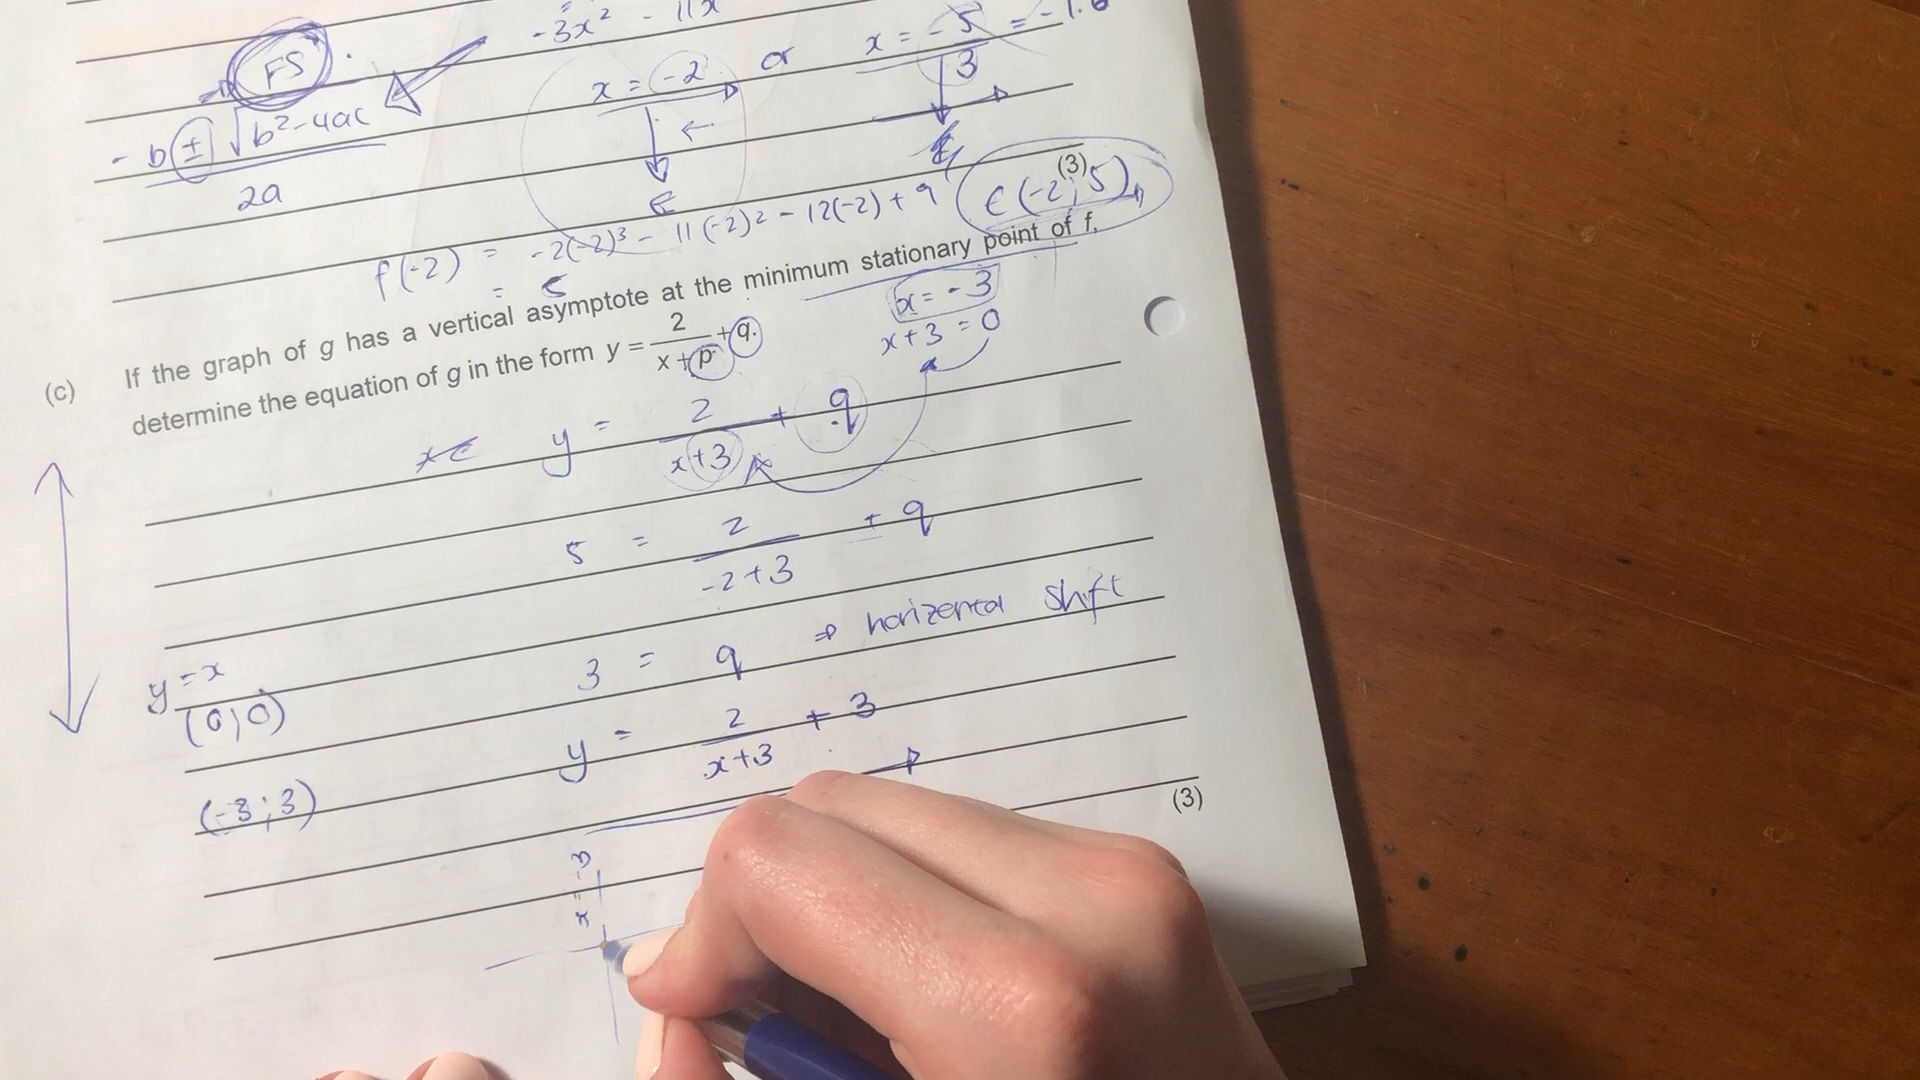 -3x² - 11x
FS
x = -2 or x = -5/3 = -1.6
-b ± √b²-4ac
2a
(3)
E
f(-2) = -2(-2)³ - 11(-2)² - 12(-2) + 9 E(-2; 5)
= 5
(c) If the graph of g has a vertical asymptote at the minimum stationary point of f,
determine the equation of g in the form y = 2/(x + p) + q.
x = -3
x+3 = 0
y = 2/(x+3) + q
5 = 2/(-2+3) + q
3 = q ⇒ horizental shift
y = x
(0;0)
y = 2/(x+3) + 3
(-3;3)
(3)
x = -3